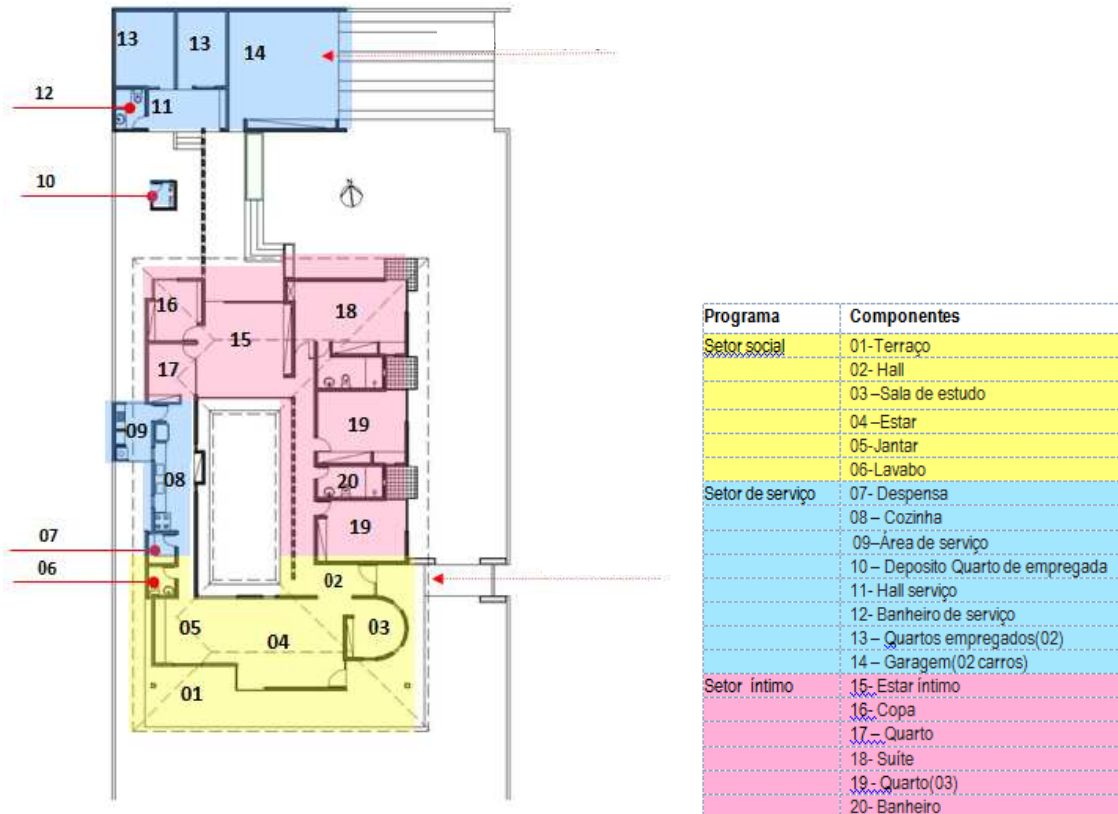 13
13
14
12
11
10
N
16
18
15
17
09
19
08
20
07
19
06
02
05
03
04
01
Programa Componentes
Setor social 01-Terraço
02- Hall
03 –Sala de estudo
04 –Estar
05-Jantar
06-Lavabo
Setor de serviço 07- Despensa
08 – Cozinha
09–Área de serviço
10 – Deposito Quarto de empregada
11- Hall serviço
12- Banheiro de serviço
13 – Quartos empregados(02)
14 – Garagem(02 carros)
Setor íntimo 15- Estar íntimo
16- Copa
17 – Quarto
18- Suíte
19 - Quarto(03)
20- Banheiro